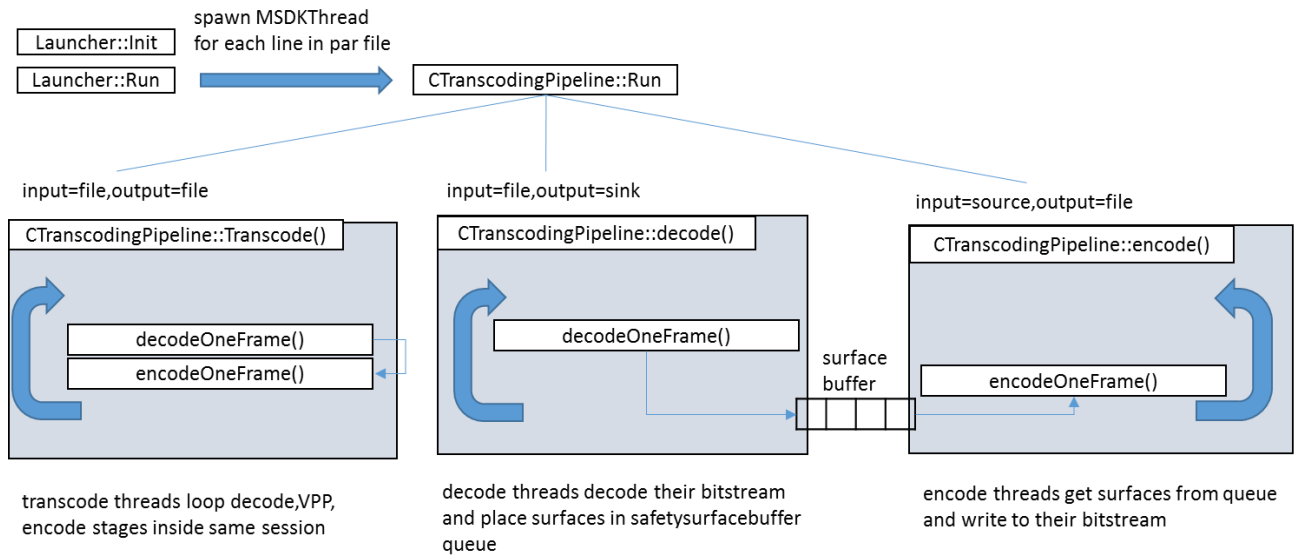 spawn MSDKThread
for each line in par file
Launcher::Init
Launcher::Run
CTranscodingPipeline::Run
input=file,output=file
CTranscodingPipeline::Transcode()
decodeOneFrame()
encodeOneFrame()
transcode threads loop decode,VPP,
encode stages inside same session
input=file,output=sink
CTranscodingPipeline::decode()
decodeOneFrame()
surface
buffer
decode threads decode their bitstream
and place surfaces in safetysurfacebuffer
queue
input=source,output=file
CTranscodingPipeline::encode()
encodeOneFrame()
encode threads get surfaces from queue
and write to their bitstream